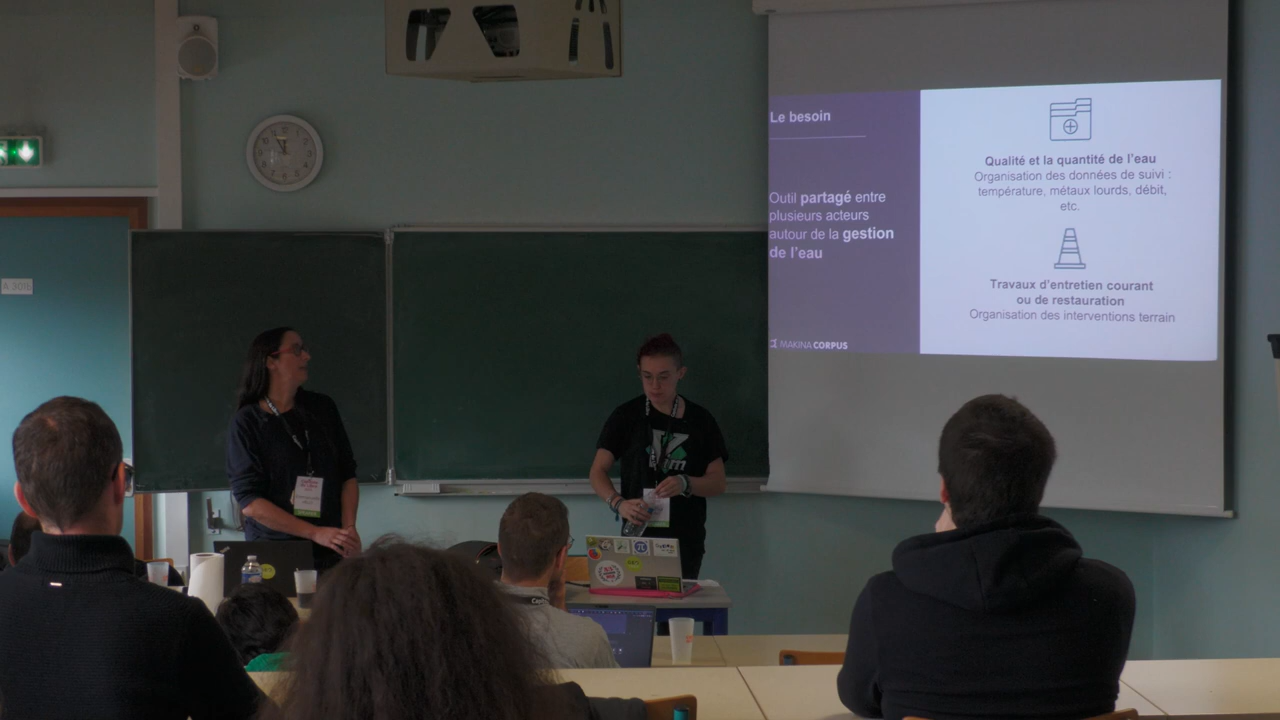 Le besoin
Outil partagé entre
plusieurs acteurs
autour de la gestion
de l'eau
MAKINA CORPUS
Qualité et la quantité de l'eau
Organisation des données de suivi :
température, métaux lourds, débit,
etc.
Travaux d'entretien courant
ou de restauration
Organisation des interventions terrain